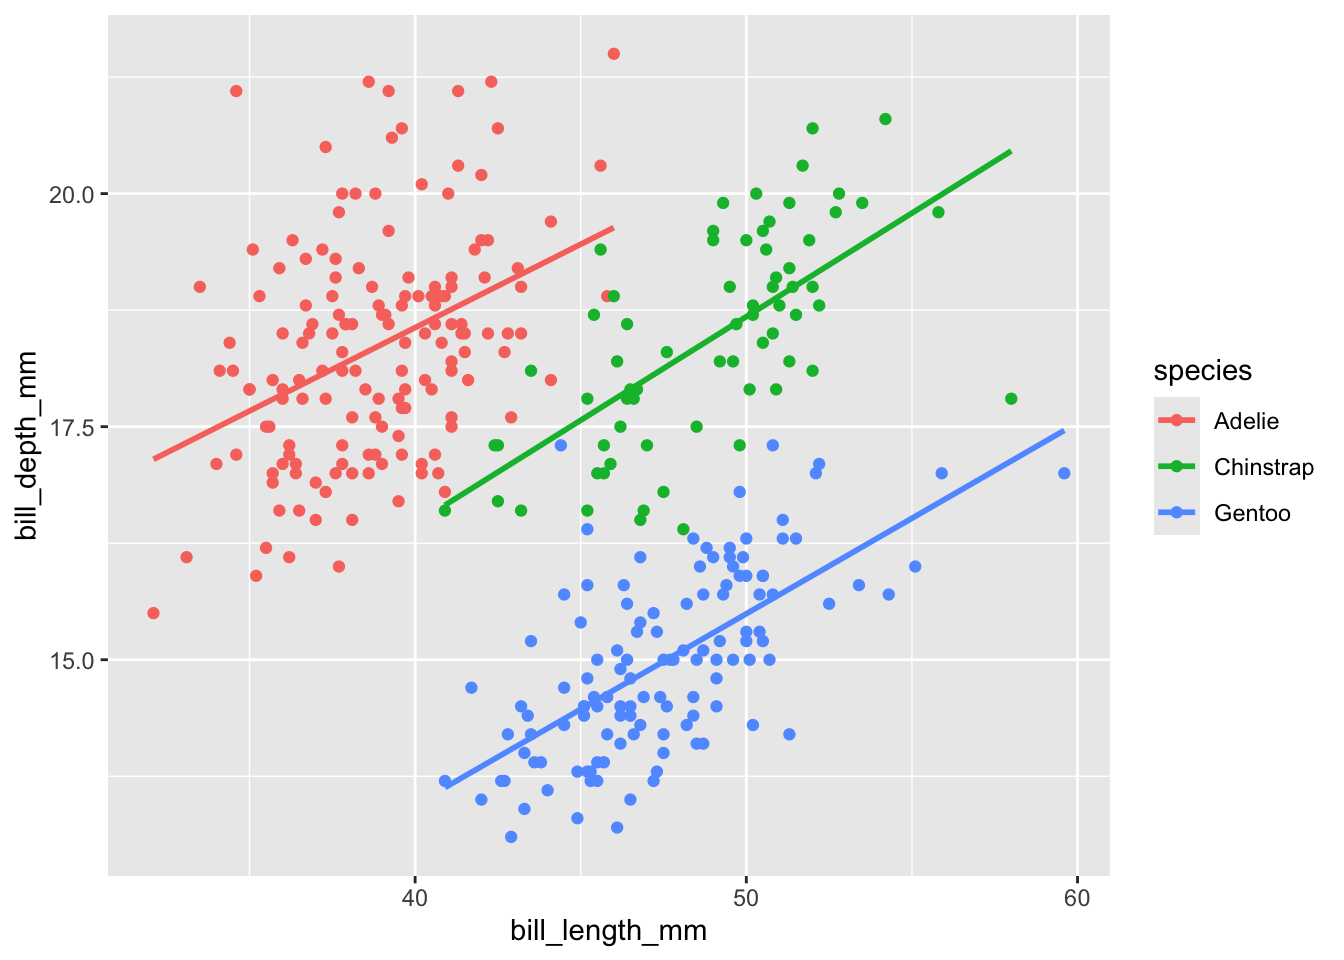 20.0
17.5
15.0
bill_depth_mm
40
50
60
bill_length_mm
species
Adelie
Chinstrap
Gentoo